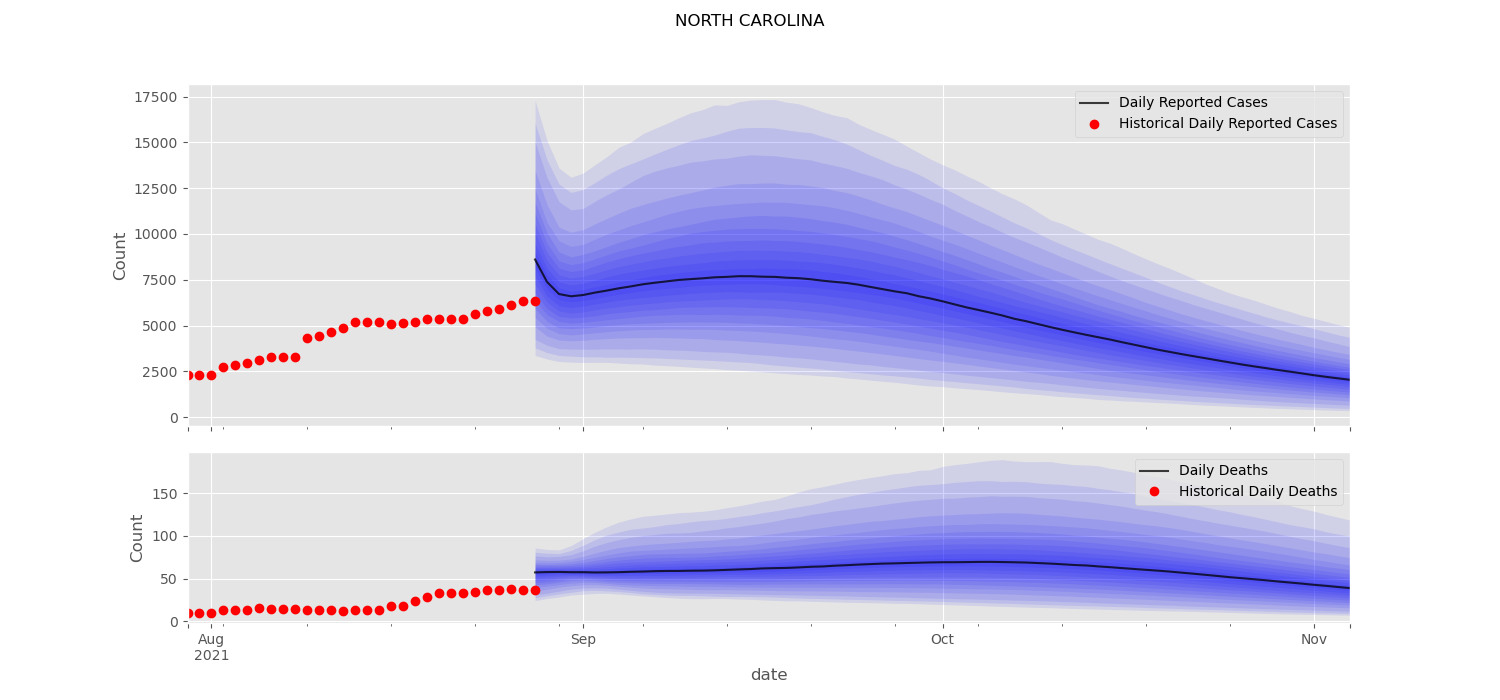 NORTH CAROLINA
17500
15000
12500
10000
7500
5000
2500
0
Count
Daily Reported Cases
Historical Daily Reported Cases
150
100
50
0
Count
Daily Deaths
Historical Daily Deaths
Aug
2021
Sep
Oct
Nov
date